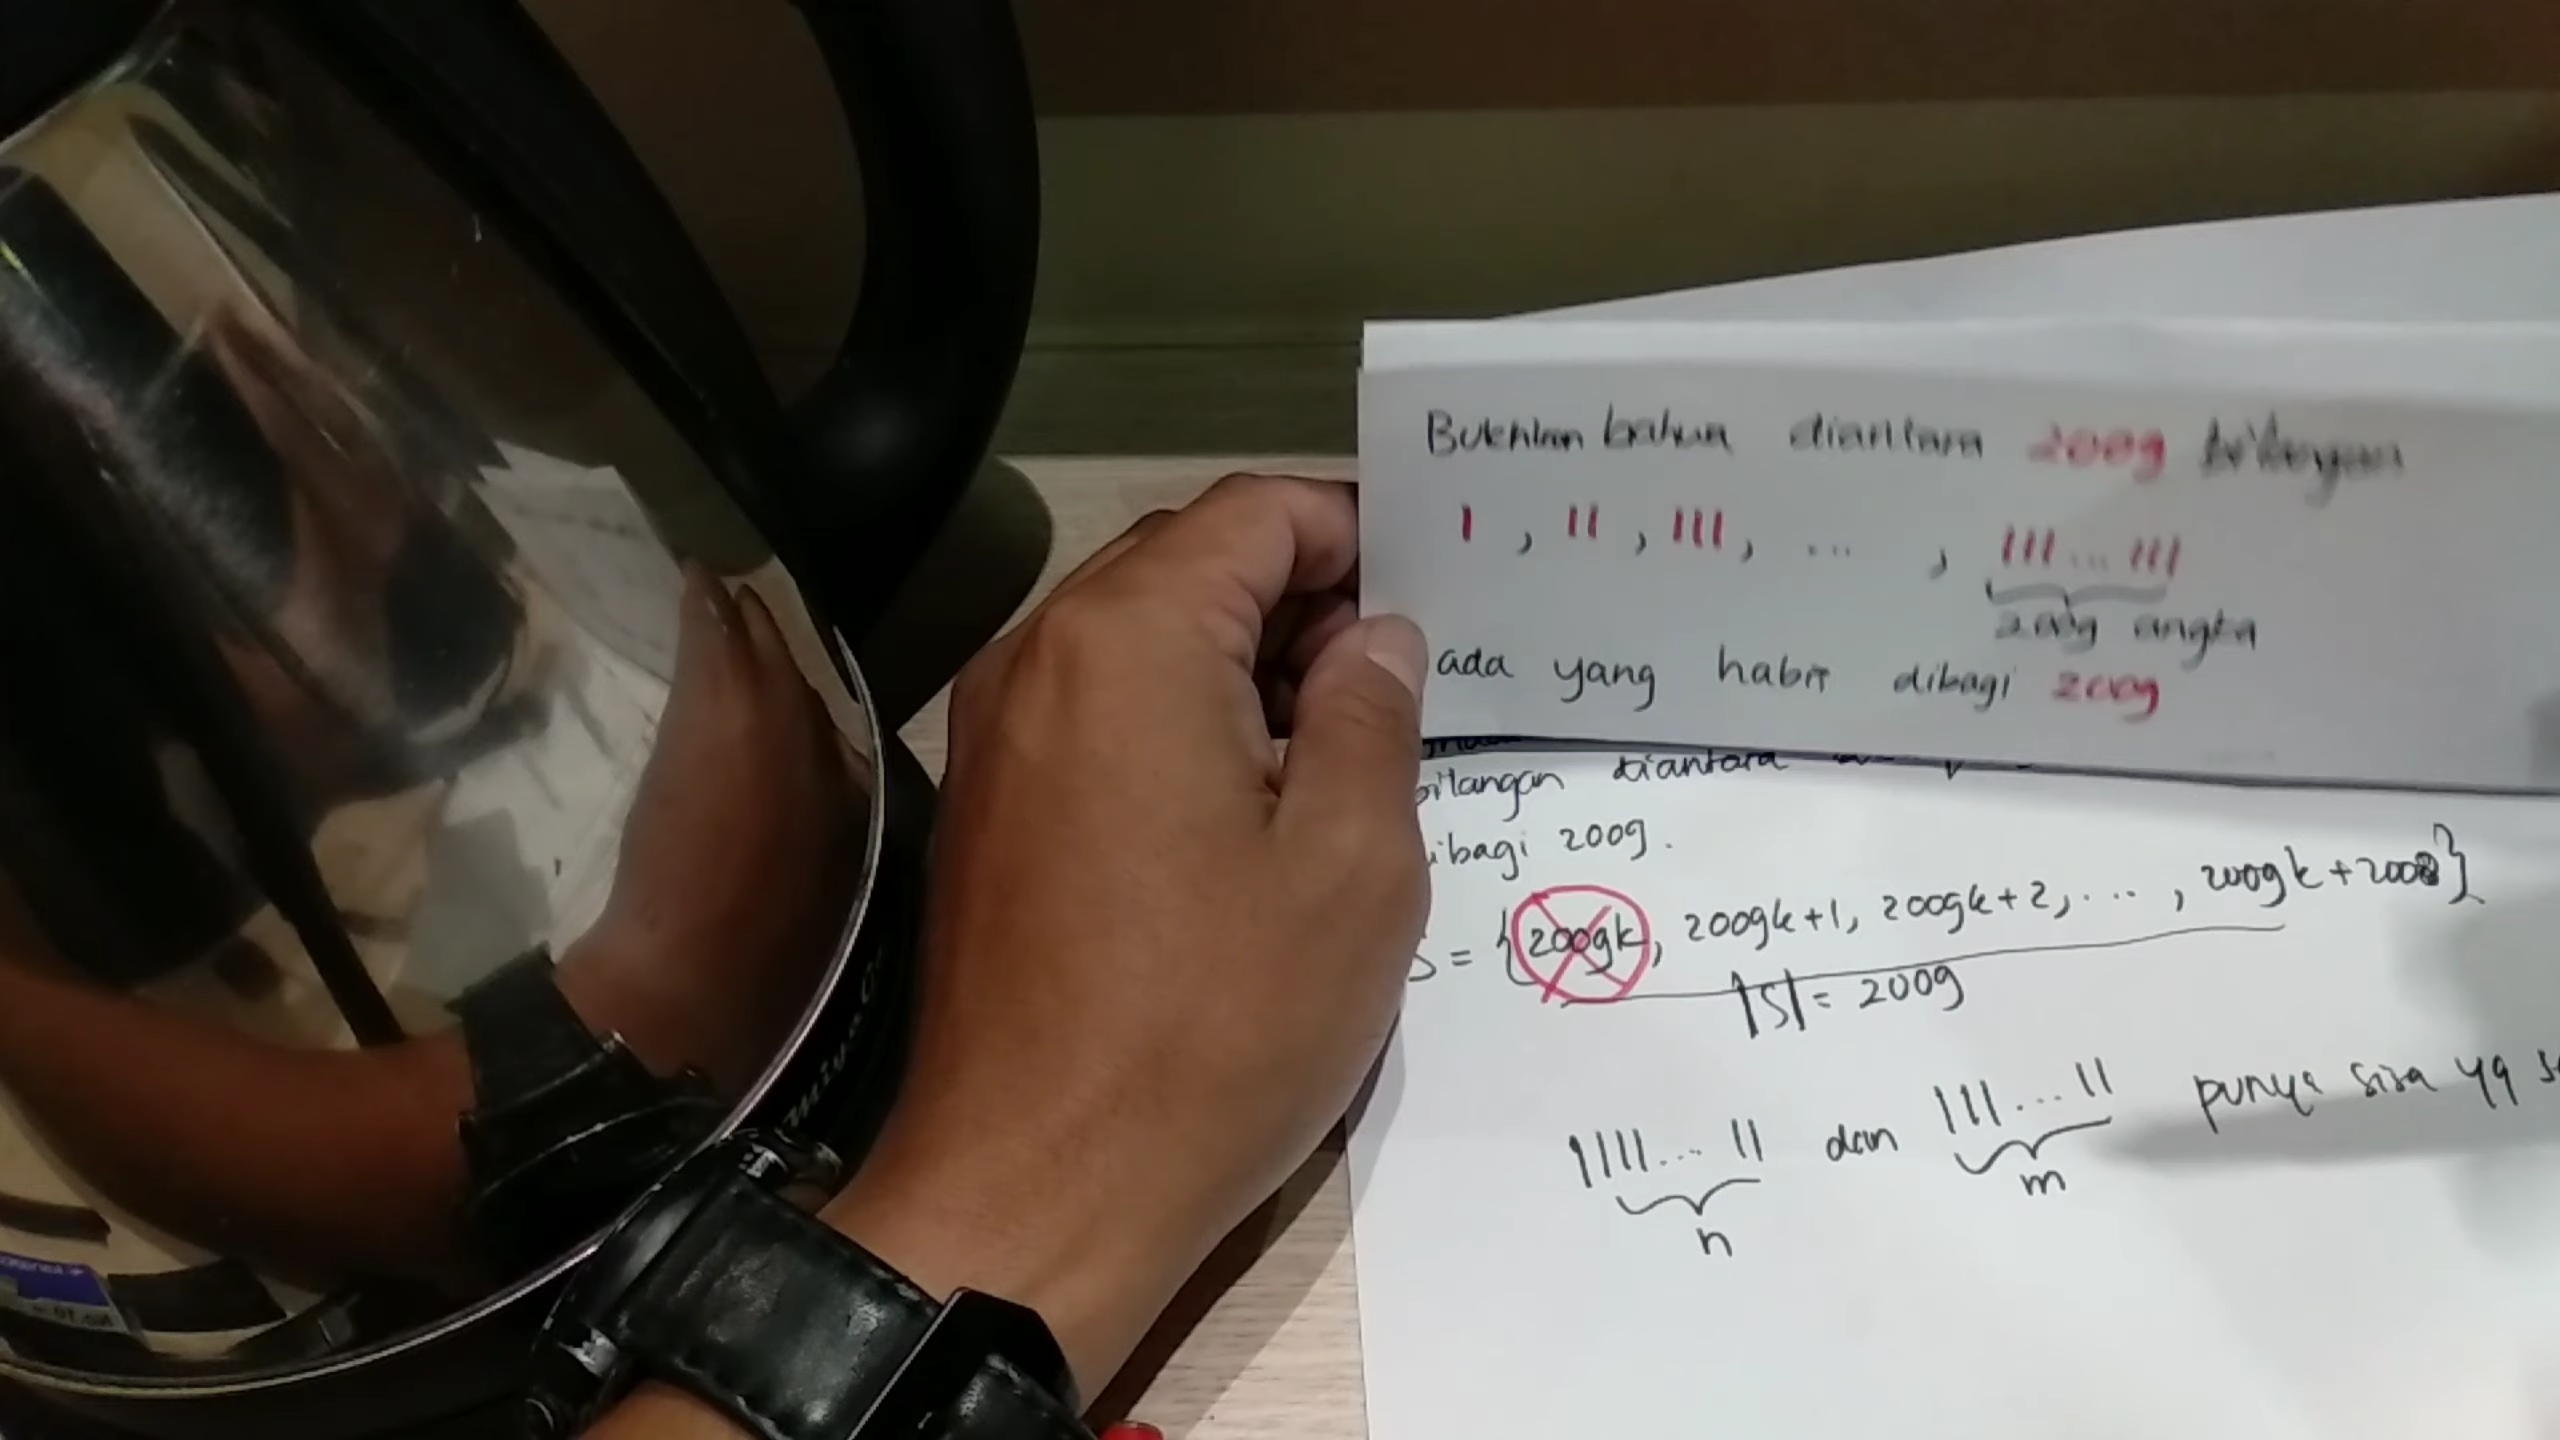 Buktikan bahwa diantara 2009 bilangan
1 , 11 , 111 , ... , 111...111
2009 angka
ada yang habis dibagi 2009
bilangan diantara
dibagi 2009.
S = {2009k, 2009k+1, 2009k+2, ... , 2009k+2008}
|S| = 2009
1111... 11 dan 111...11 punya sisa yg
n m